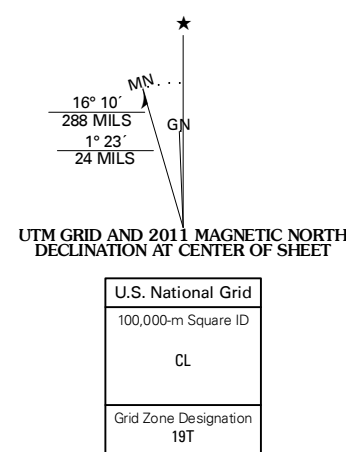 ★
MN
16° 10´
288 MILS
GN
1° 23´
24 MILS
UTM GRID AND 2011 MAGNETIC NORTH
DECLINATION AT CENTER OF SHEET
U.S. National Grid
100,000-m Square ID
CL
Grid Zone Designation
19T